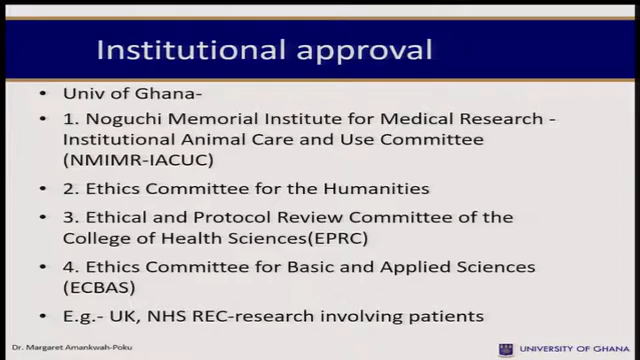 Institutional approval
• Univ of Ghana-
• 1. Noguchi Memorial Institute for Medical Research -
Institutional Animal Care and Use Committee
(NMIMR-IACUC)
• 2. Ethics Committee for the Humanities
• 3. Ethical and Protocol Review Committee of the
College of Health Sciences(EPRC)
• 4. Ethics Committee for Basic and Applied Sciences
(ECBAS)
• E.g.- UK, NHS REC-research involving patients
Dr. Margaret Amankwah-Poku
UNIVERSITY OF GHANA